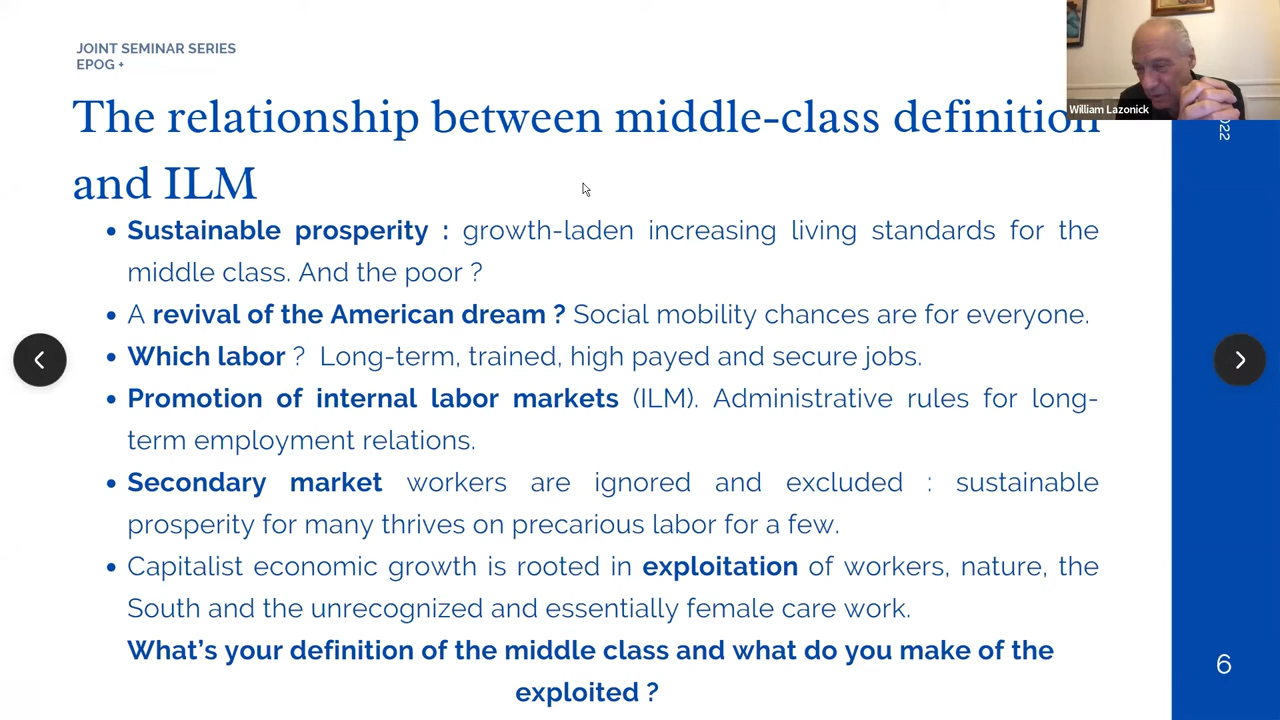 JOINT SEMINAR SERIES
EPOG +
William Lazonick
The relationship between middle-class definition
and ILM
022
• Sustainable prosperity : growth-laden increasing living standards for the
middle class. And the poor ?
• A revival of the American dream ? Social mobility chances are for everyone.
• Which labor ? Long-term, trained, high payed and secure jobs.
• Promotion of internal labor markets (ILM). Administrative rules for long-
term employment relations.
• Secondary market workers are ignored and excluded : sustainable
prosperity for many thrives on precarious labor for a few.
• Capitalist economic growth is rooted in exploitation of workers, nature, the
South and the unrecognized and essentially female care work.
What's your definition of the middle class and what do you make of the
exploited ?
6